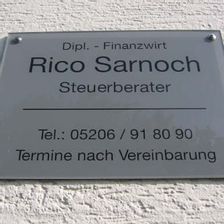 Dipl. - Finanzwirt
Rico Sarnoch
Steuerberater
Tel.: 05206 / 91 80 90
Termine nach Vereinbarung